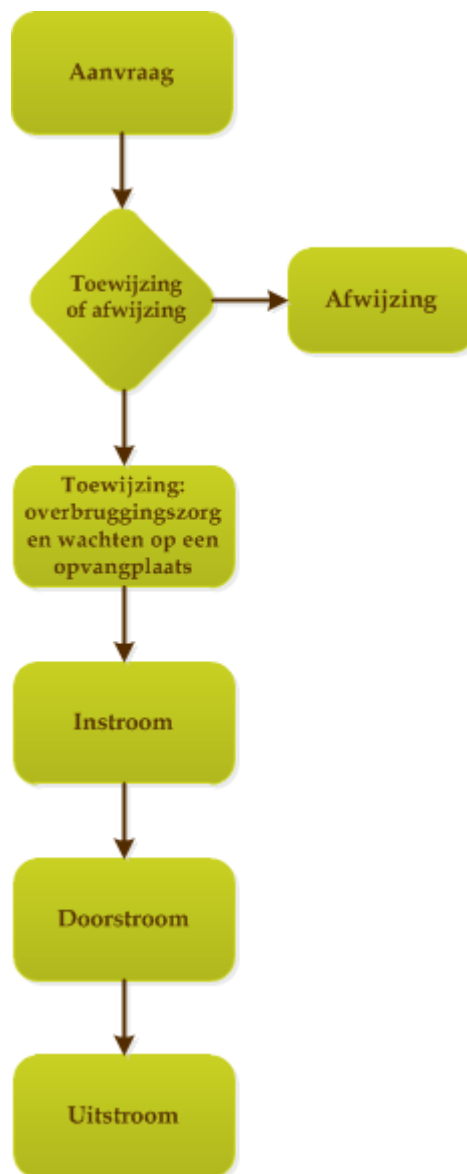 Aanvraag
Toewijzing
of afwijzing
Afwijzing
Toewijzing:
overbruggingszorg
en wachten op een
opvangplaats
Instroom
Doorstroom
Uitstroom